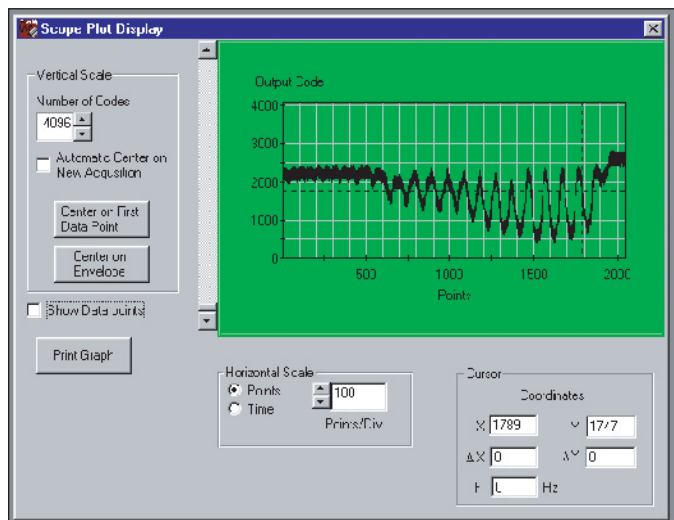 Scope Plot Display
Vertical Scale
Number of Codes
4096
Automatic Center on
New Acquisition
Center on First
Data Point
Center on
Envelope
Show Data points
Print Graph
Output Code
4000
3000
2000
1000
0
500
1000
1500
2000
Points
Horizontal Scale
Points
Time
100
Points/Div
Cursor
Coordinates
X 1789
Y 1747
ΔX 0
ΔY 0
F 0 Hz